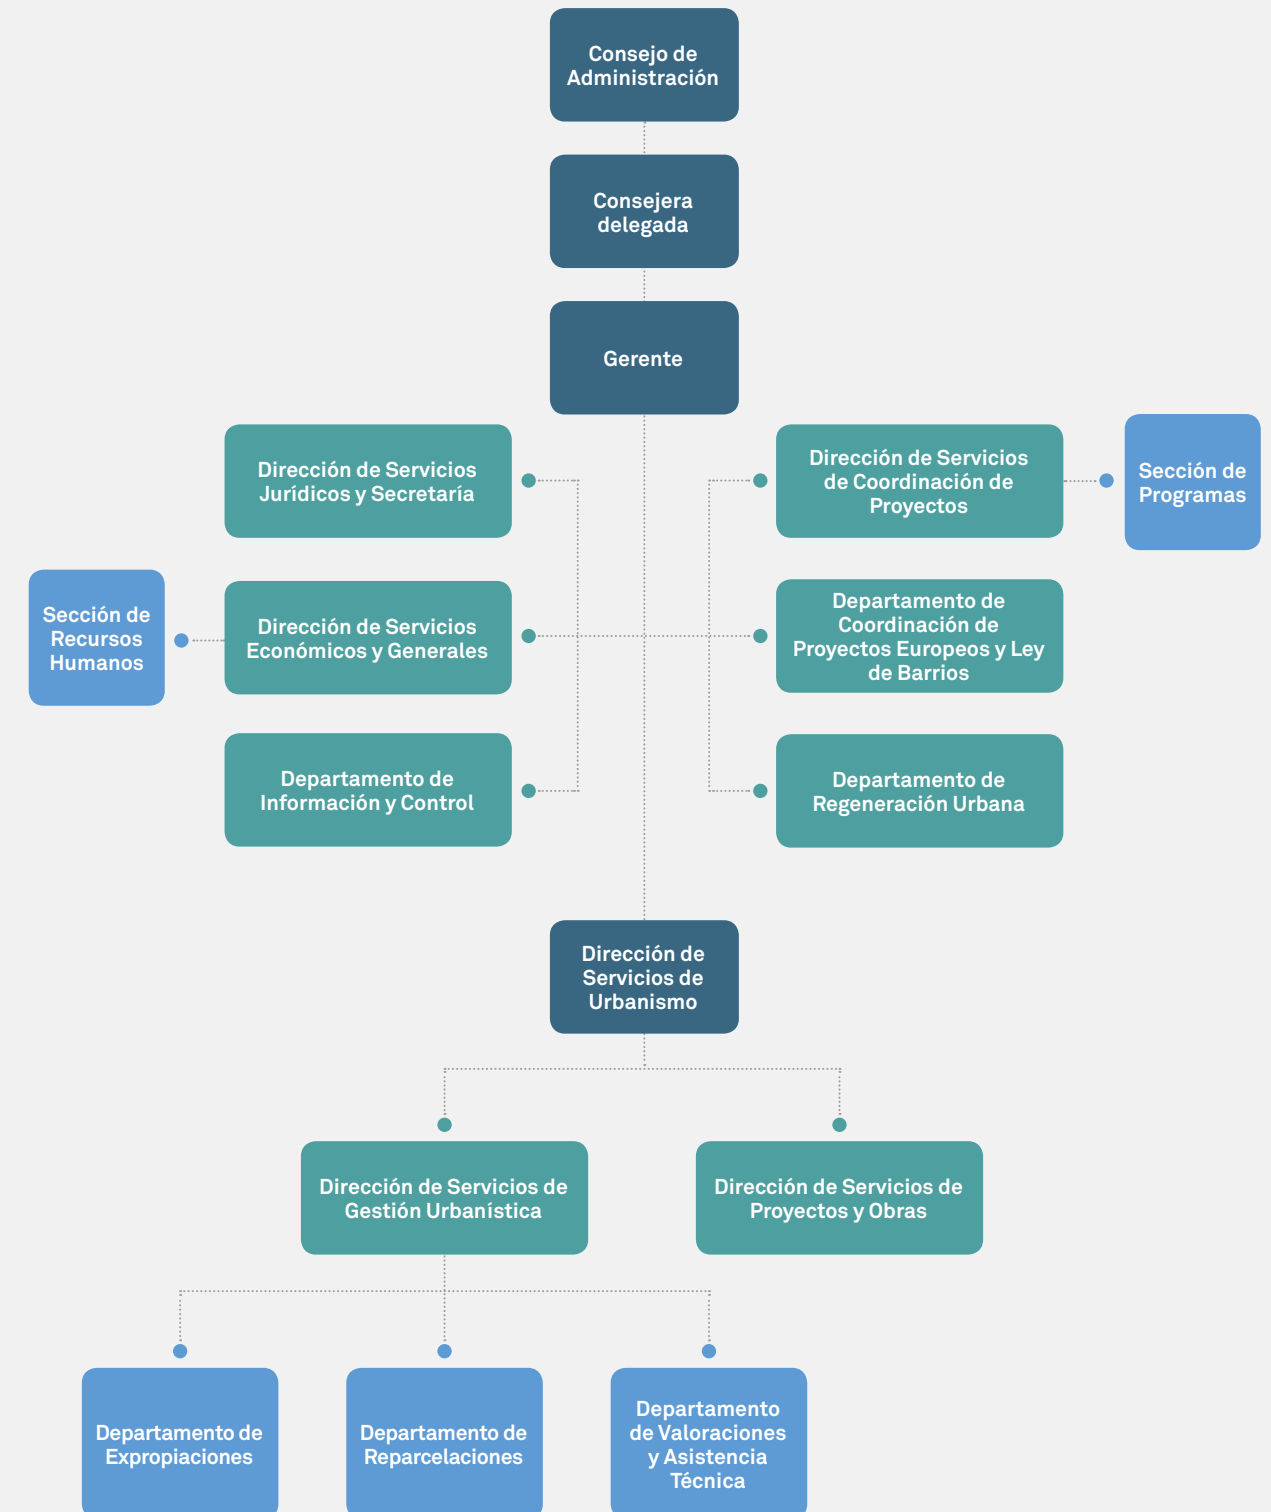 Consejo de
Administración
Consejera
delegada
Gerente
Dirección de Servicios
Jurídicos y Secretaría
Dirección de Servicios
de Coordinación de
Proyectos
Sección de
Programas
Sección de
Recursos
Humanos
Dirección de Servicios
Económicos y Generales
Departamento de
Coordinación de
Proyectos Europeos y Ley
de Barrios
Departamento de
Información y Control
Departamento de
Regeneración Urbana
Dirección de
Servicios de
Urbanismo
Dirección de Servicios de
Gestión Urbanística
Dirección de Servicios de
Proyectos y Obras
Departamento de
Expropiaciones
Departamento de
Reparcelaciones
Departamento
de Valoraciones
y Asistencia
Técnica